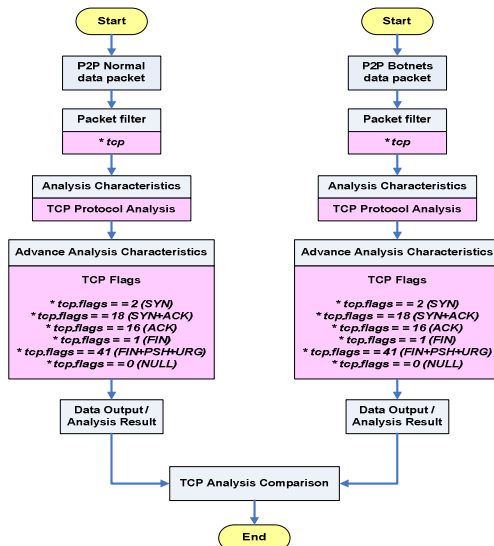 Start
P2P Normal
data packet
Packet filter
* tcp
Analysis Characteristics
TCP Protocol Analysis
Advance Analysis Characteristics
TCP Flags
* tcp.flags = = 2 (SYN)
* tcp.flags = = 18 (SYN+ACK)
* tcp.flags = = 16 (ACK)
* tcp.flags = = 1 (FIN)
* tcp.flags = = 41 (FIN+PSH+URG)
* tcp.flags = = 0 (NULL)
Data Output /
Analysis Result
Start
P2P Botnets
data packet
Packet filter
* tcp
Analysis Characteristics
TCP Protocol Analysis
Advance Analysis Characteristics
TCP Flags
* tcp.flags = = 2 (SYN)
* tcp.flags = = 18 (SYN+ACK)
* tcp.flags = = 16 (ACK)
* tcp.flags = = 1 (FIN)
* tcp.flags = = 41 (FIN+PSH+URG)
* tcp.flags = = 0 (NULL)
Data Output /
Analysis Result
TCP Analysis Comparison
End